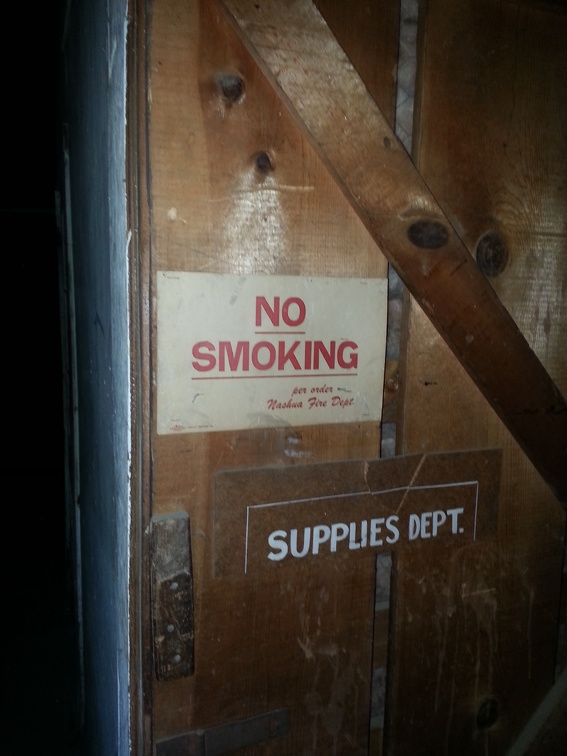 NO
SMOKING
per order
Nashua Fire Dept.
SUPPLIES DEPT.